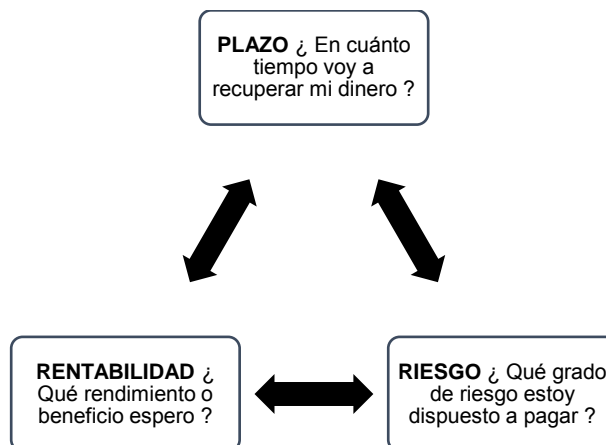 PLAZO ¿ En cuánto
tiempo voy a
recuperar mi dinero ?
RENTABILIDAD ¿
Qué rendimiento o
beneficio espero ?
RIESGO ¿ Qué grado
de riesgo estoy
dispuesto a pagar ?